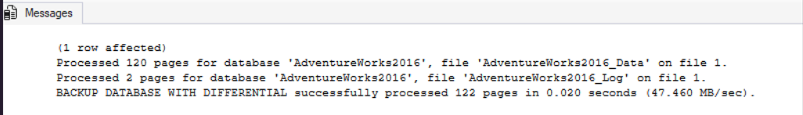 Messages
(1 row affected)
Processed 120 pages for database 'AdventureWorks2016', file 'AdventureWorks2016_Data' on file 1.
Processed 2 pages for database 'AdventureWorks2016', file 'AdventureWorks2016_Log' on file 1.
BACKUP DATABASE WITH DIFFERENTIAL successfully processed 122 pages in 0.020 seconds (47.460 MB/sec).